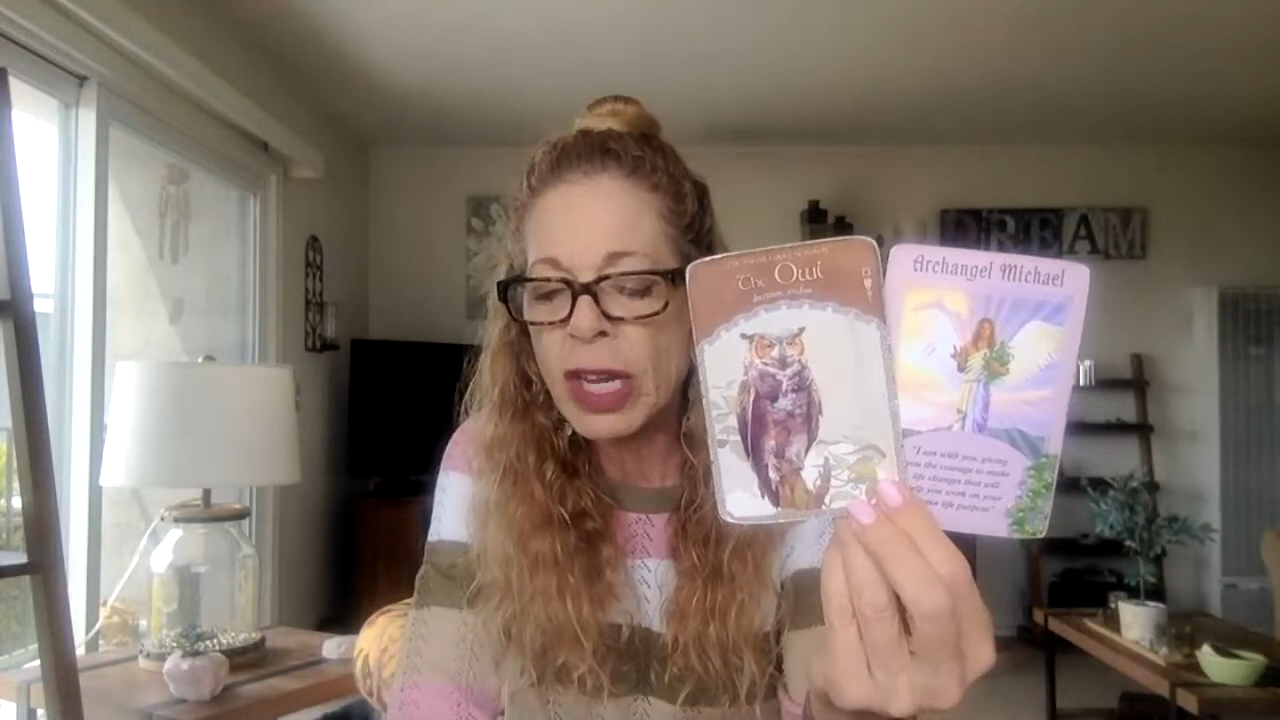 DREAM
The Owl
Archangel Michael
"I am with you, giving
you the courage to make
life changes that will
help you work on your
life purpose"